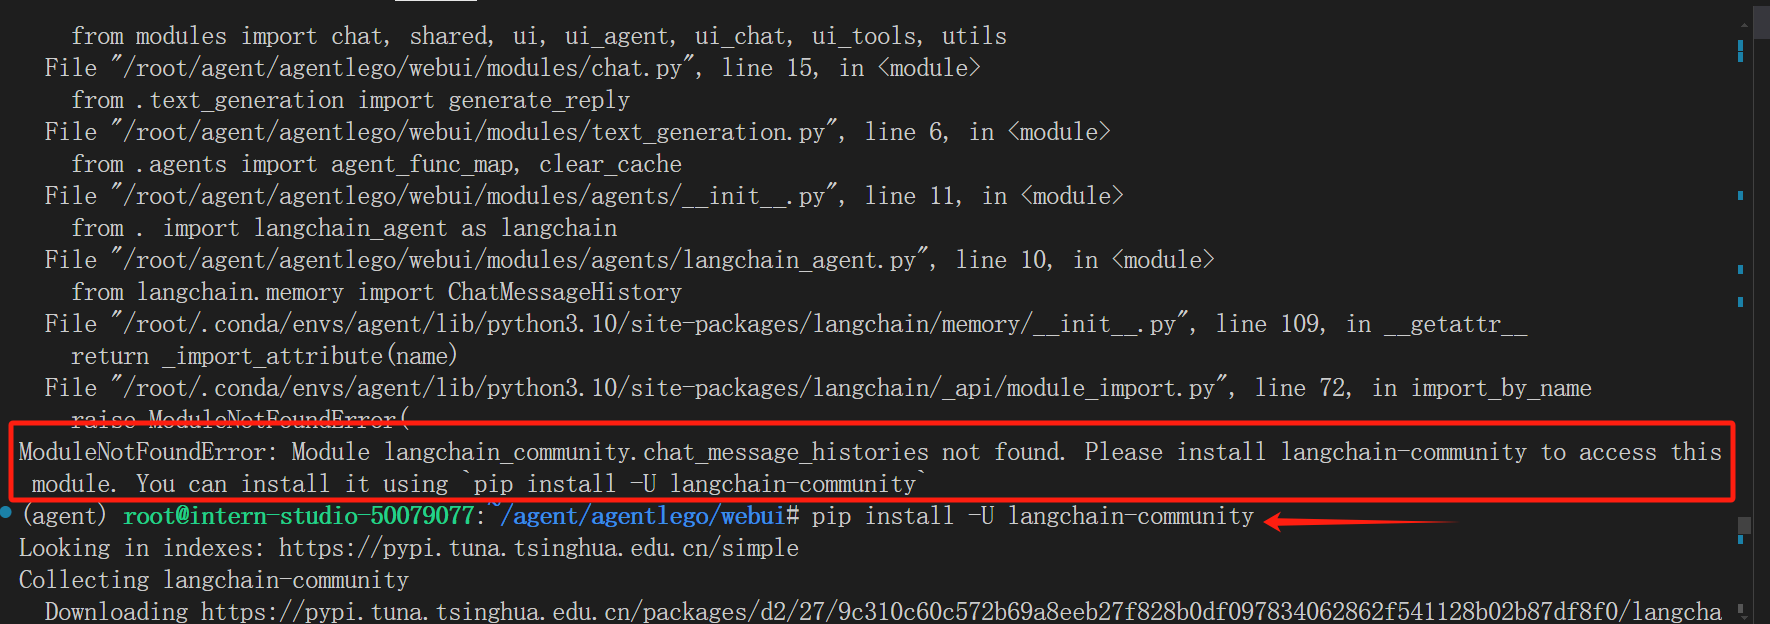 from modules import chat, shared, ui, ui_agent, ui_chat, ui_tools, utils
File "/root/agent/agentlego/webui/modules/chat.py", line 15, in <module>
from .text_generation import generate_reply
File "/root/agent/agentlego/webui/modules/text_generation.py", line 6, in <module>
from .agents import agent_func_map, clear_cache
File "/root/agent/agentlego/webui/modules/agents/__init__.py", line 11, in <module>
from . import langchain_agent as langchain
File "/root/agent/agentlego/webui/modules/agents/langchain_agent.py", line 10, in <module>
from langchain.memory import ChatMessageHistory
File "/root/.conda/envs/agent/lib/python3.10/site-packages/langchain/memory/__init__.py", line 109, in __getattr__
return _import_attribute(name)
File "/root/.conda/envs/agent/lib/python3.10/site-packages/langchain/_api/module_import.py", line 72, in import_by_name
raise ModuleNotFoundError(
ModuleNotFoundError: Module langchain_community.chat_message_histories not found. Please install langchain-community to access this
module. You can install it using `pip install -U langchain-community`
(agent) root@intern-studio-50079077:~/agent/agentlego/webui# pip install -U langchain-community
Looking in indexes: https://pypi.tuna.tsinghua.edu.cn/simple
Collecting langchain-community
Downloading https://pypi.tuna.tsinghua.edu.cn/packages/d2/27/9c310c60c572b69a8eeb27f828b0df097834062862f541128b02b87df8f0/langcha